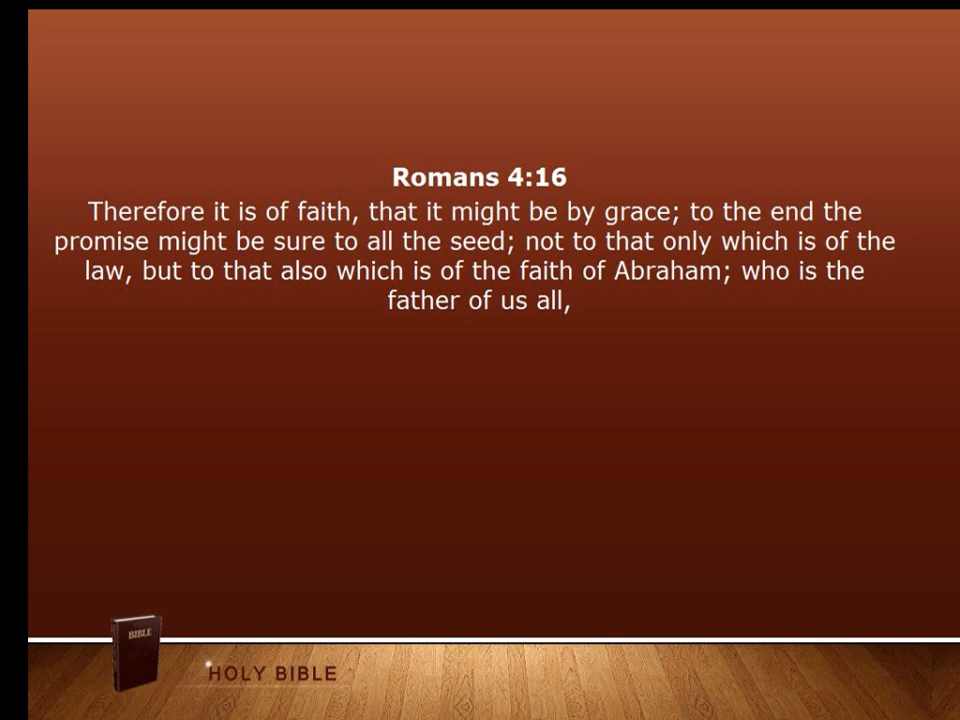 Romans 4:16
Therefore it is of faith, that it might be by grace; to the end the
promise might be sure to all the seed; not to that only which is of the
law, but to that also which is of the faith of Abraham; who is the
father of us all,
BIBLE
HOLY BIBLE